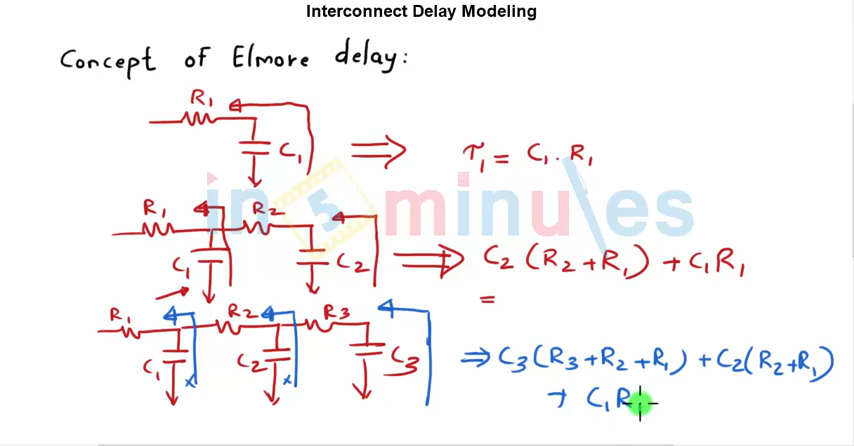 Interconnect Delay Modeling
Concept of Elmore delay:
R1
C1
⇒ τ1 = C1 . R1
in 5 minutes
R1 R2
C1 C2
⇒ C2 (R2+R1) + C1R1
=
R1 R2 R3
C1 C2 C3
⇒ C3(R3+R2+R1) + C2(R2+R1)
+ C1R1